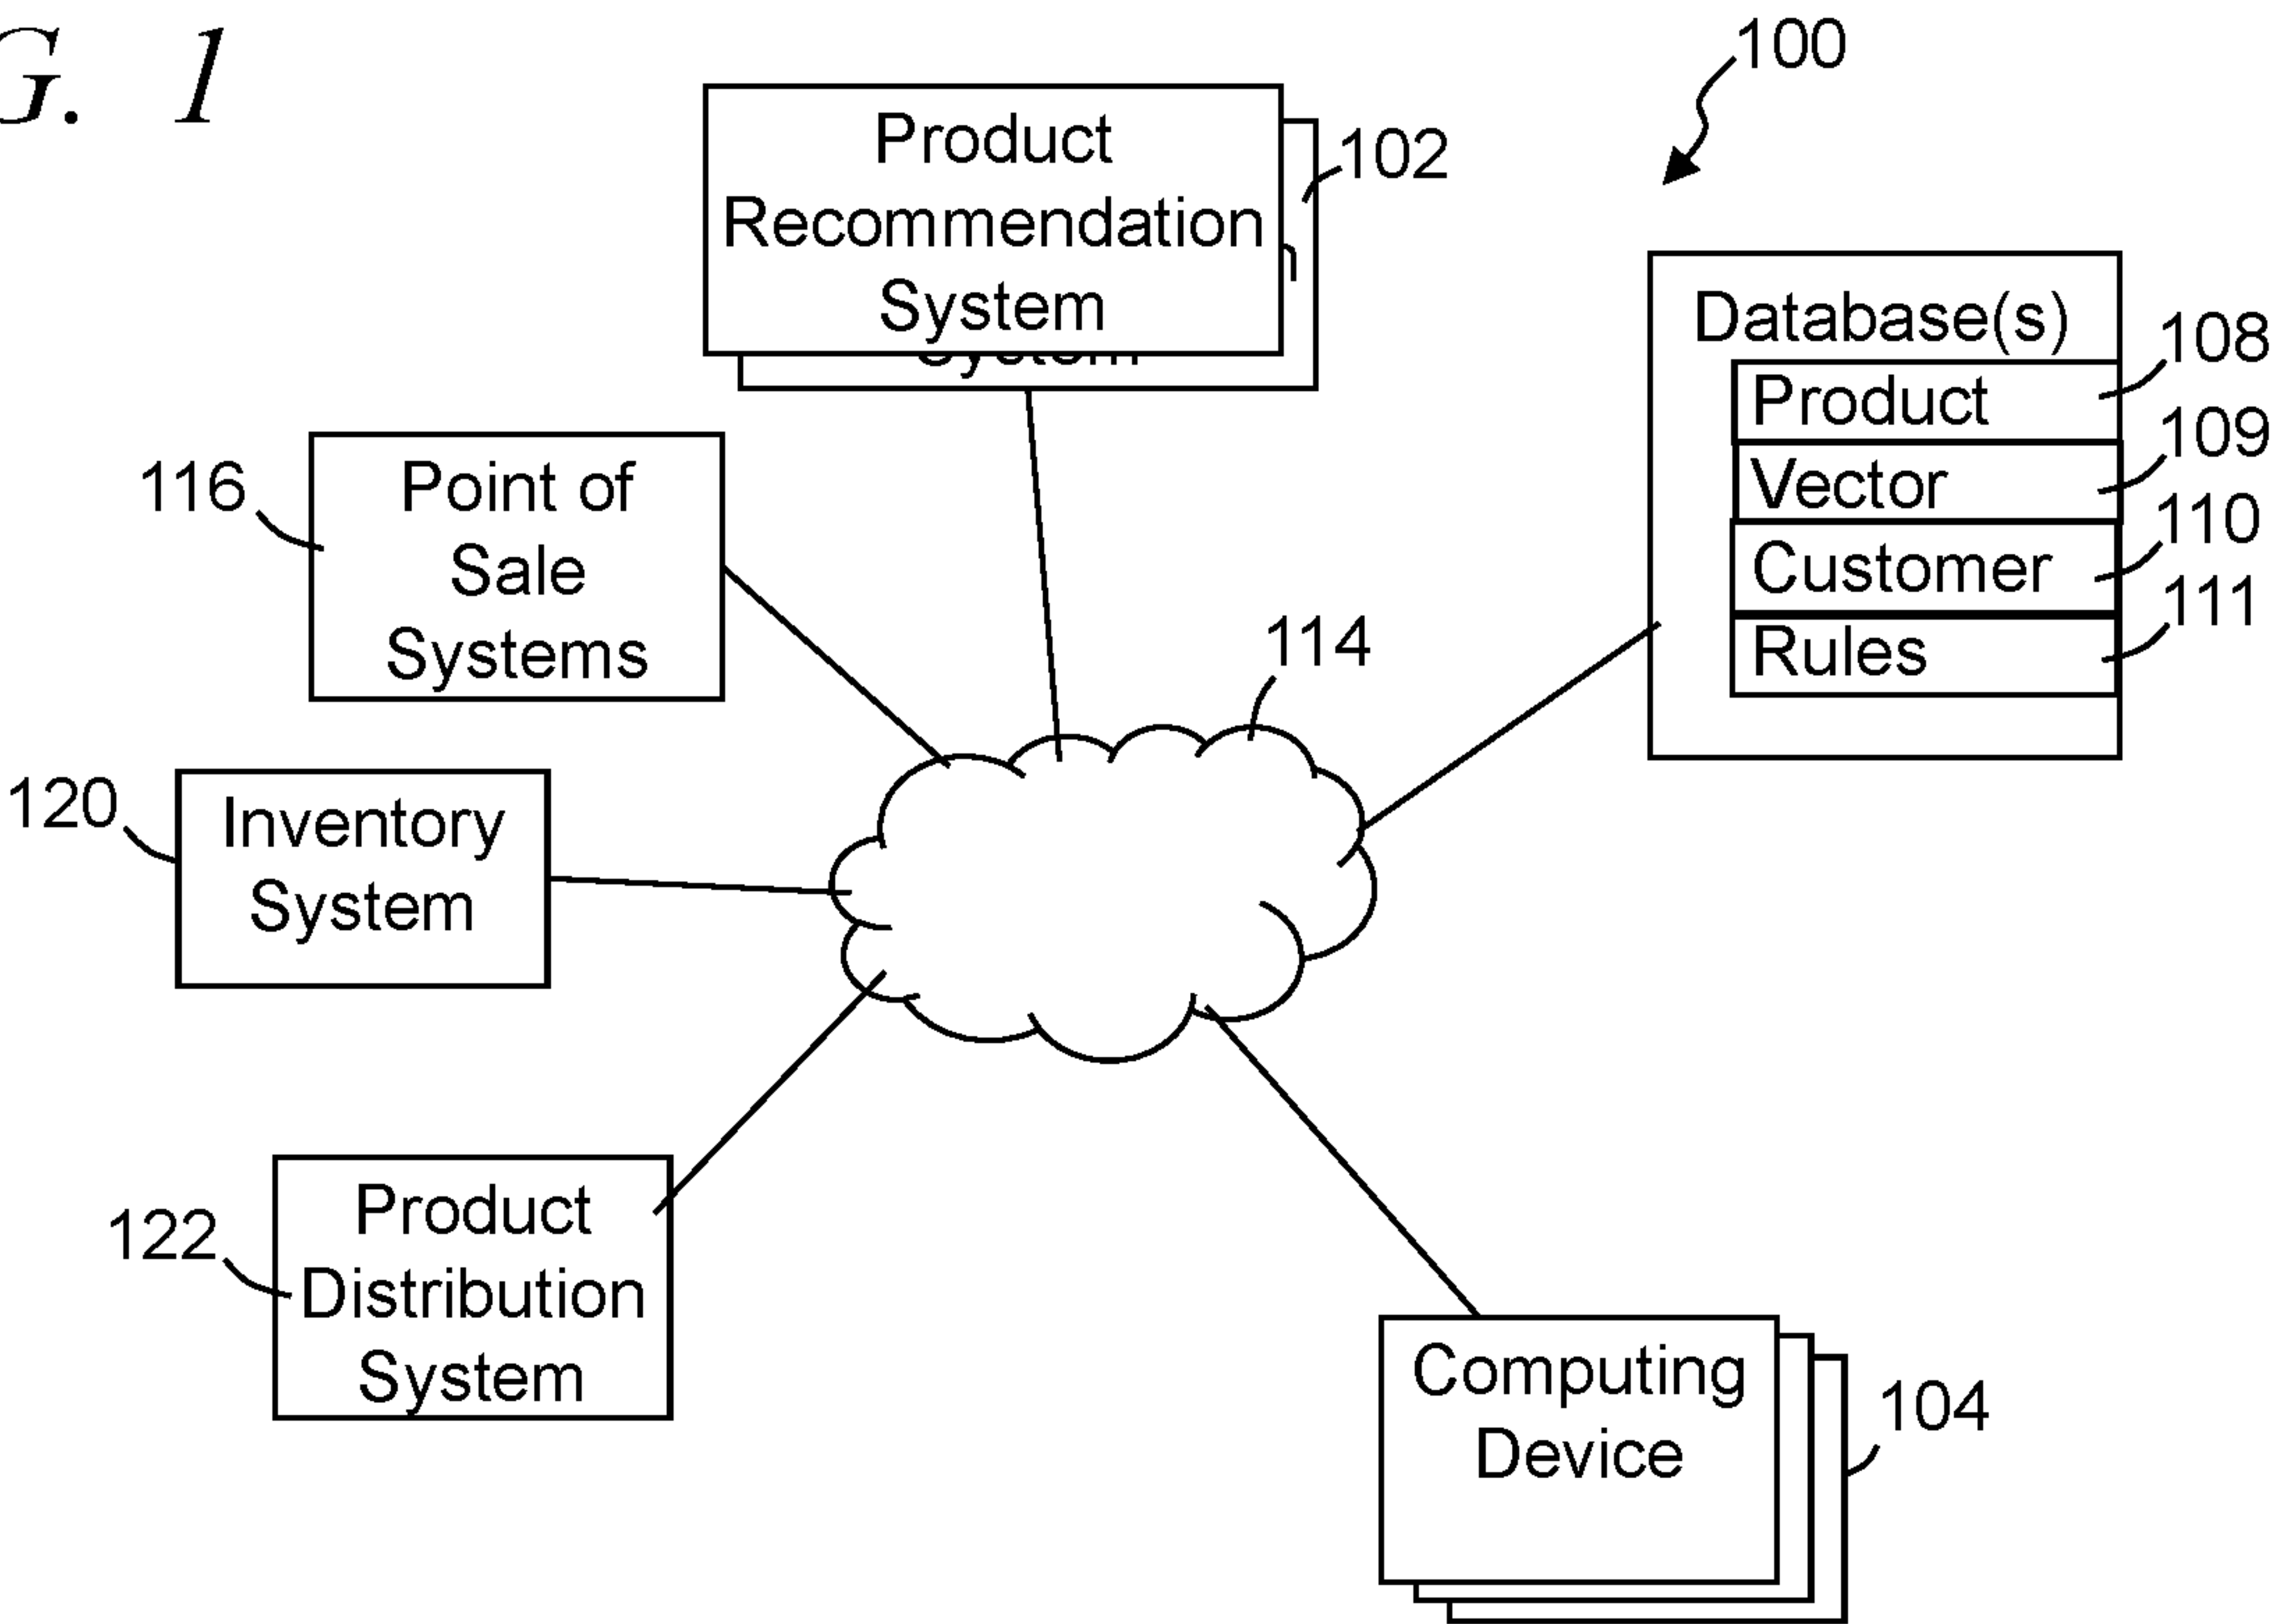 G. 1
100
Product
Recommendation
System
102
Database(s)
Product
108
Vector
109
Customer
110
Rules
111
116
Point of
Sale
Systems
114
120
Inventory
System
122
Product
Distribution
System
Computing
Device
104